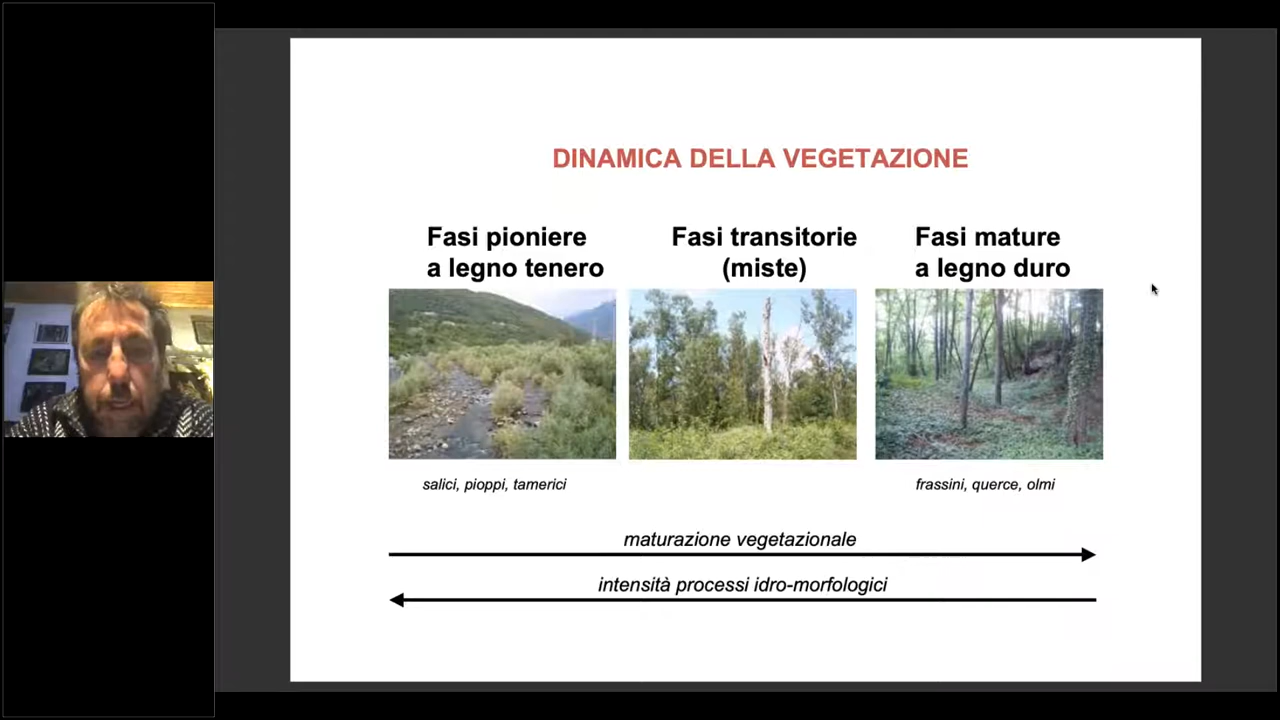 DINAMICA DELLA VEGETAZIONE
Fasi pioniere
a legno tenero
Fasi transitorie
(miste)
Fasi mature
a legno duro
salici, pioppi, tamerici
frassini, querce, olmi
maturazione vegetazionale
intensità processi idro-morfologici